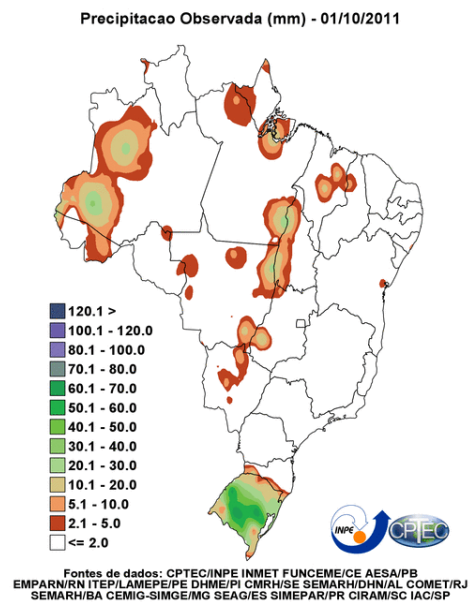 Precipitacao Observada (mm) - 01/10/2011
120.1 >
100.1 - 120.0
80.1 - 100.0
70.1 - 80.0
60.1 - 70.0
50.1 - 60.0
40.1 - 50.0
30.1 - 40.0
20.1 - 30.0
10.1 - 20.0
5.1 - 10.0
2.1 - 5.0
<= 2.0
INPE
CPTEC
Fontes de dados: CPTEC/INPE INMET FUNCEME/CE AESA/PB
EMPARN/RN ITEP/LAMEPE/PE DHME/PI CMRH/SE SEMARH/DHN/AL COMET/RJ
SEMARH/BA CEMIG-SIMGE/MG SEAG/ES SIMEPAR/PR CIRAM/SC IAC/SP